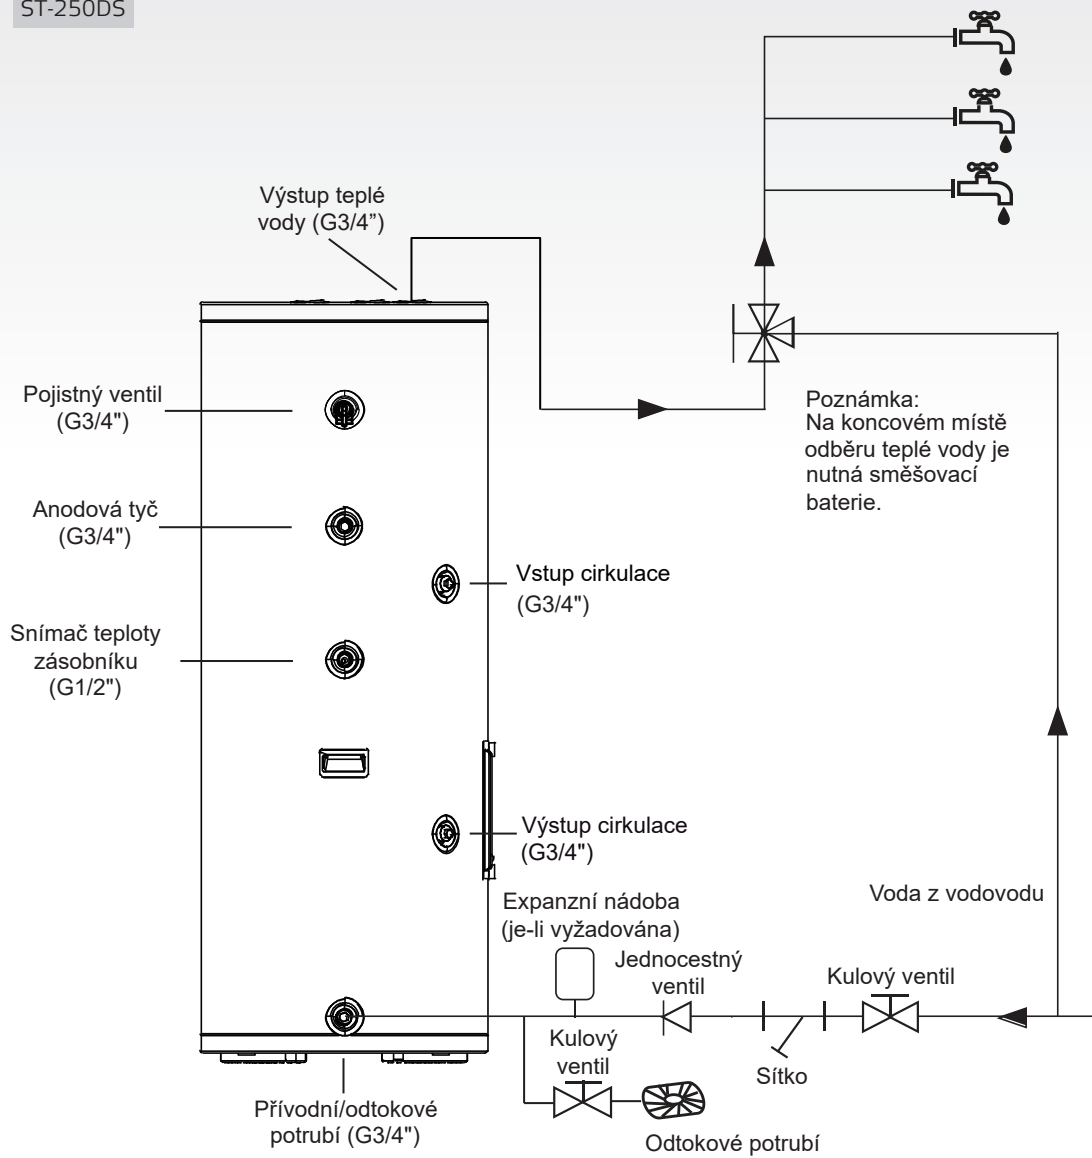 ST-250DS
Výstup teplé
vody (G3/4”)
Pojistný ventil
(G3/4")
Poznámka:
Na koncovém místě
odběru teplé vody je
nutná směšovací
baterie.
Anodová tyč
(G3/4")
Vstup cirkulace
(G3/4")
Snímač teploty
zásobníku
(G1/2")
Výstup cirkulace
(G3/4")
Voda z vodovodu
Expanzní nádoba
(je-li vyžadována)
Jednocestný
ventil
Kulový ventil
Kulový
ventil
Sítko
Přívodní/odtokové
potrubí (G3/4")
Odtokové potrubí